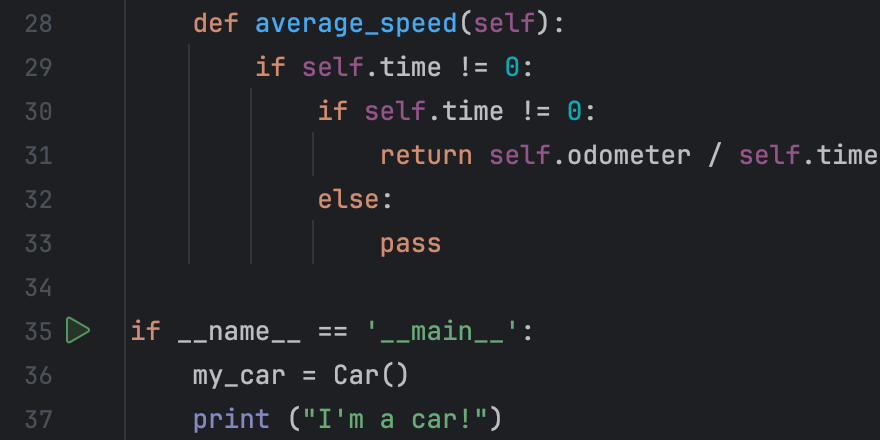 28 def average_speed(self):
29 if self.time != 0:
30 if self.time != 0:
31 return self.odometer / self.time
32 else:
33 pass
34
35 if __name__ == '__main__':
36 my_car = Car()
37 print ("I'm a car!")